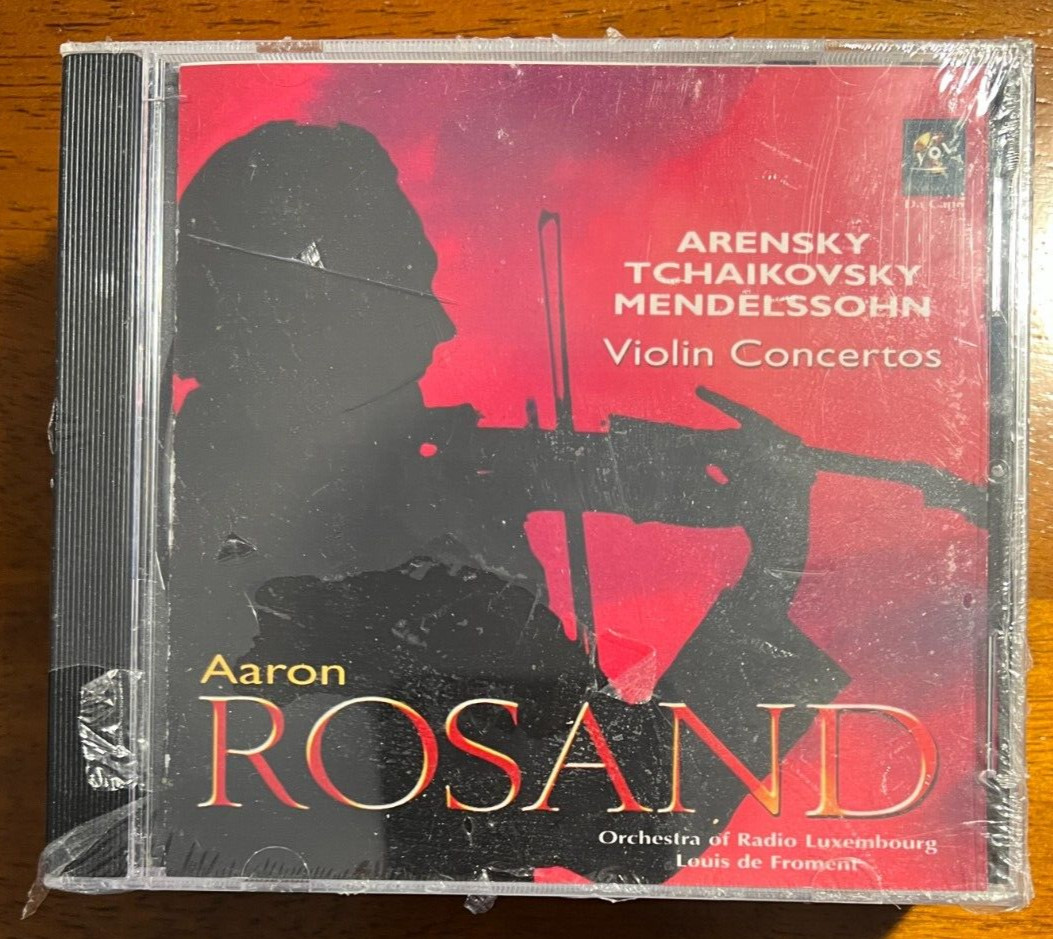 ARENSKY
TCHAIKOVSKY
MENDELSSOHN
Violin Concertos
Aaron
ROSAND
Orchestra of Radio Luxembourg
Louis de Froment